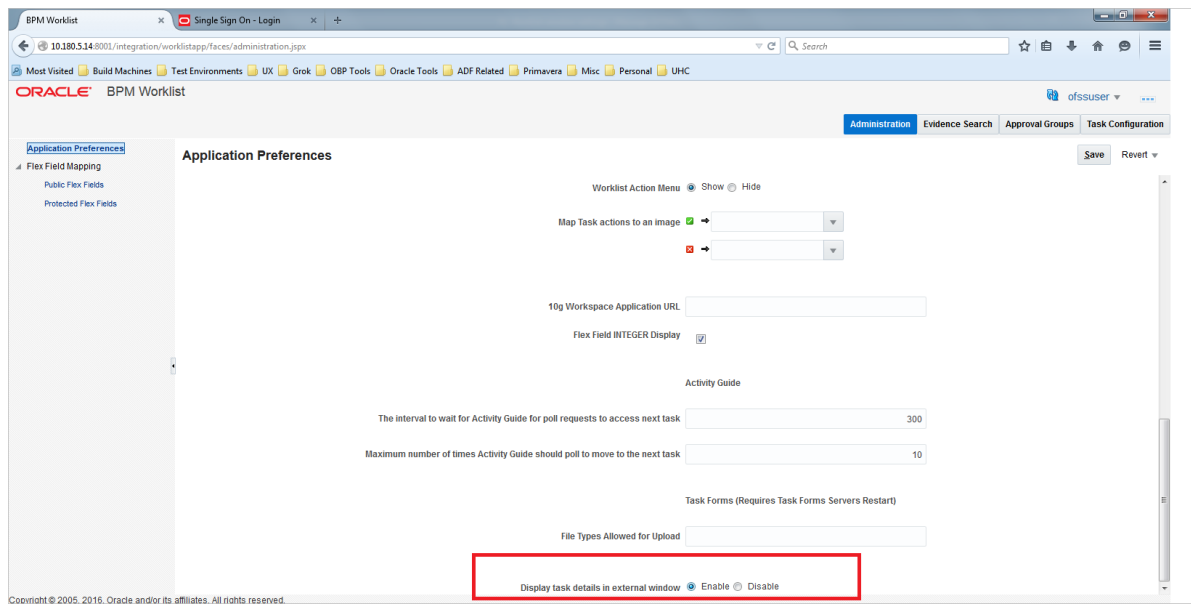 BPM Worklist × Single Sign On - Login × +
10.180.5.14:8001/integration/worklistapp/faces/administration.jspx Search
Most Visited Build Machines Test Environments UX Grok OBP Tools Oracle Tools ADF Related Primavera Misc Personal UHC
ORACLE BPM Worklist
ofssuser
Administration Evidence Search Approval Groups Task Configuration
Application Preferences
Flex Field Mapping
Public Flex Fields
Protected Flex Fields
Application Preferences
Save Revert
Worklist Action Menu Show Hide
Map Task actions to an image
10g Workspace Application URL
Flex Field INTEGER Display
Activity Guide
The interval to wait for Activity Guide for poll requests to access next task 300
Maximum number of times Activity Guide should poll to move to the next task 10
Task Forms (Requires Task Forms Servers Restart)
File Types Allowed for Upload
Display task details in external window Enable Disable
Copyright © 2005, 2016, Oracle and/or its affiliates. All rights reserved.